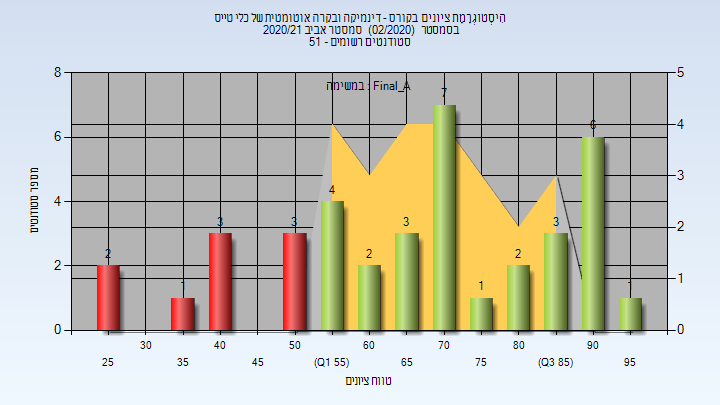 היסטוגרמת ציונים בקורס - דינמיקה ובקרה אוטומטית של כלי טייס
בסמסטר (02/2020) סמסטר אביב 2020/21
סטודנטים רשומים - 51
במשימה : Final_A
מספר סטודנטים
8 6 4 2 0
5 4 3 2 1 0
2 1 3 3 4 2 3 7 1 2 3 6 1
30 40 50 60 70 80 90
25 35 45 (Q1 55) 65 75 (Q3 85) 95
טווח ציונים